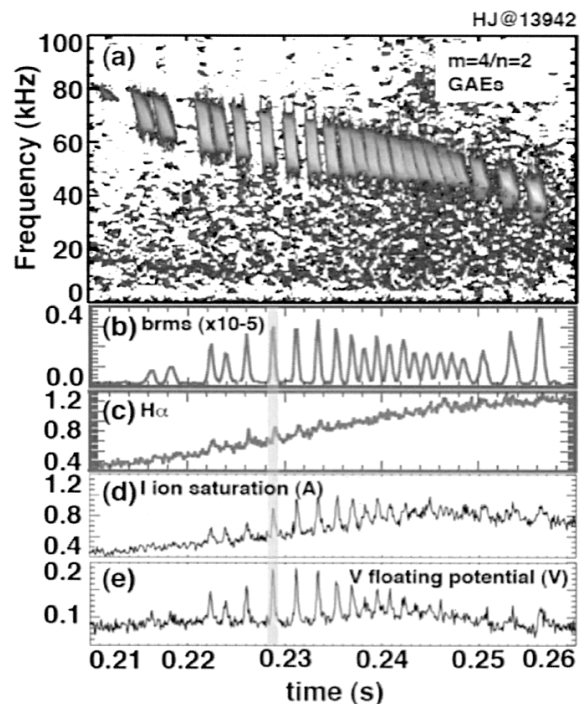 HJ@13942
100
80
60
40
20
0
Frequency (kHz)
(a)
m=4/n=2
GAEs
0.4
0.0
(b) brms (x10-5)
1.2
0.8
0.4
(c) Hα
1.2
0.8
0.4
(d) I ion saturation (A)
0.2
0.1
(e) V floating potential (V)
0.21 0.22 0.23 0.24 0.25 0.26
time (s)